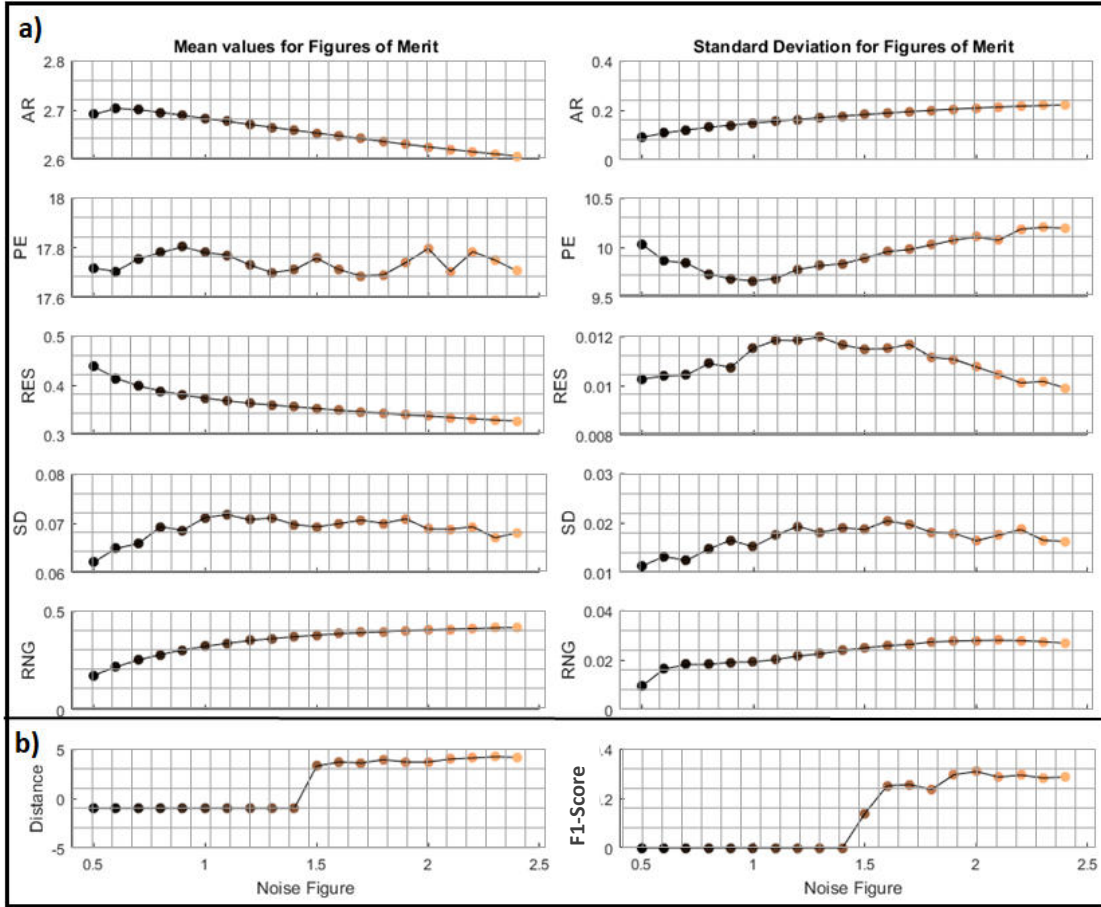 a)
Mean values for Figures of Merit
2.8
2.7
2.6
AR
18
17.8
17.6
PE
0.5
0.4
0.3
RES
0.08
0.07
0.06
SD
0.5
0
RNG
Standard Deviation for Figures of Merit
0.4
0.2
0
AR
10.5
10
9.5
PE
0.012
0.01
0.008
RES
0.03
0.02
0.01
SD
0.04
0.02
0
RNG
b)
5
0
-5
Distance
0.5 1 1.5 2 2.5
Noise Figure
.4
.2
0
F1-Score
0.5 1 1.5 2 2.5
Noise Figure